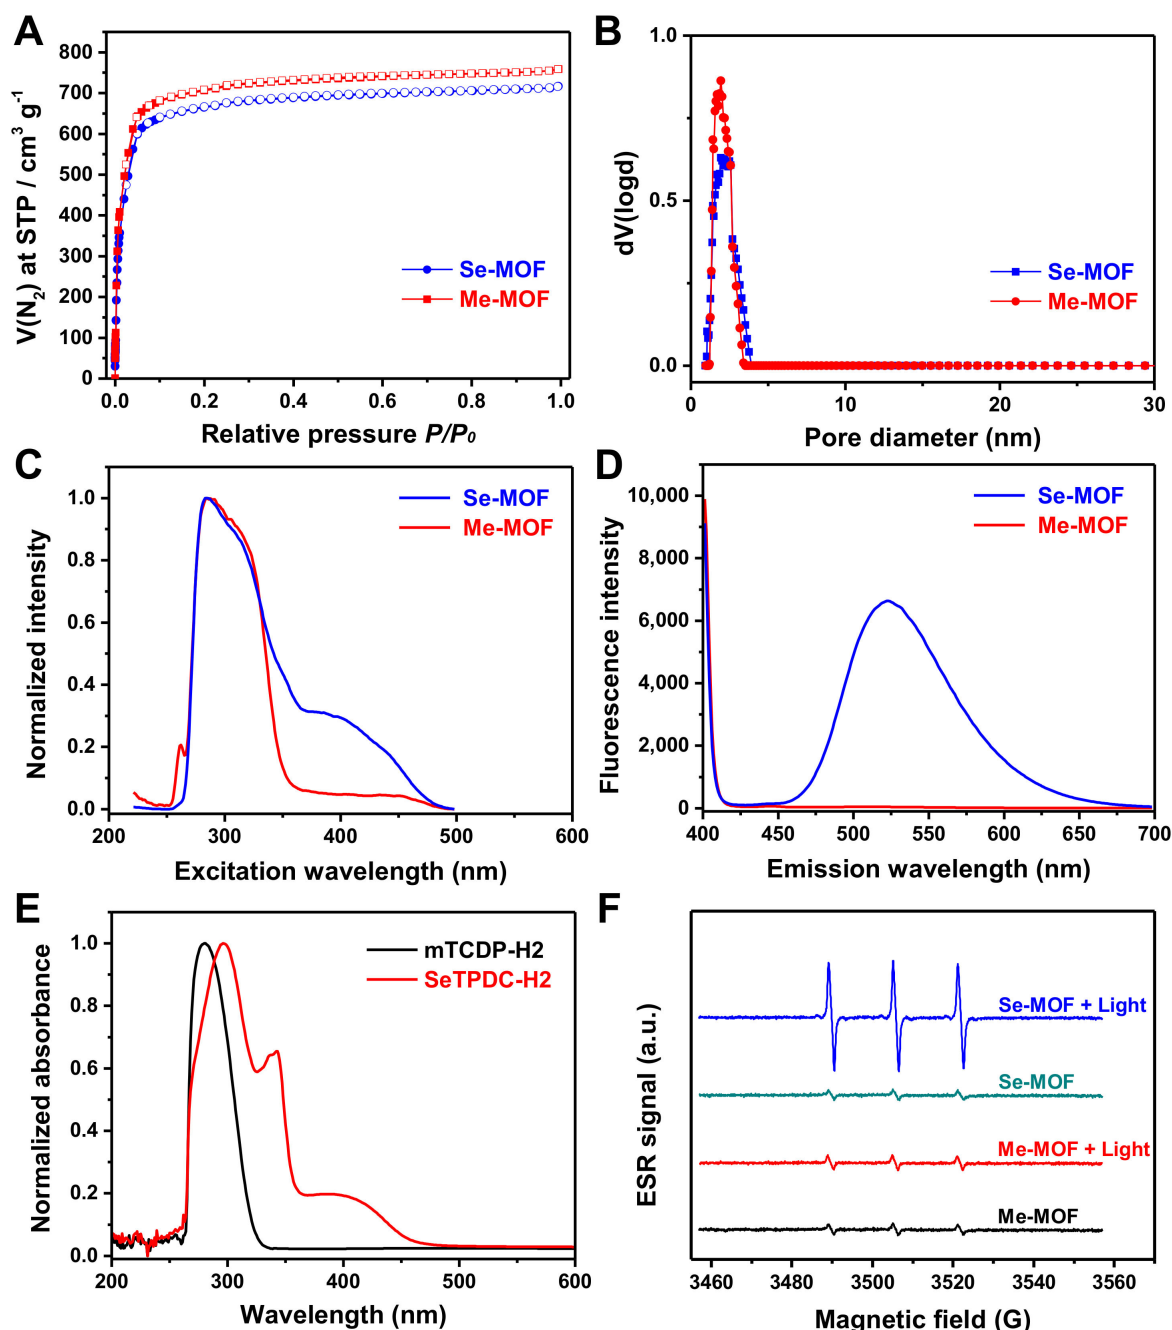 A
V(N2) at STP / cm3 g-1
800
700
600
500
400
300
200
100
0
Se-MOF
Me-MOF
0.0 0.2 0.4 0.6 0.8 1.0
Relative pressure P/P0
B
dV(logd)
1.0
0.5
0.0
Se-MOF
Me-MOF
0 10 20 30
Pore diameter (nm)
C
Normalized intensity
1.0
0.8
0.6
0.4
0.2
0.0
Se-MOF
Me-MOF
200 300 400 500 600
Excitation wavelength (nm)
D
Fluorescence intensity
10,000
8,000
6,000
4,000
2,000
0
Se-MOF
Me-MOF
400 450 500 550 600 650 700
Emission wavelength (nm)
E
Normalized absorbance
1.0
0.8
0.6
0.4
0.2
0.0
mTCDP-H2
SeTPDC-H2
200 300 400 500 600
Wavelength (nm)
F
ESR signal (a.u.)
Se-MOF + Light
Se-MOF
Me-MOF + Light
Me-MOF
3460 3480 3500 3520 3540 3560
Magnetic field (G)